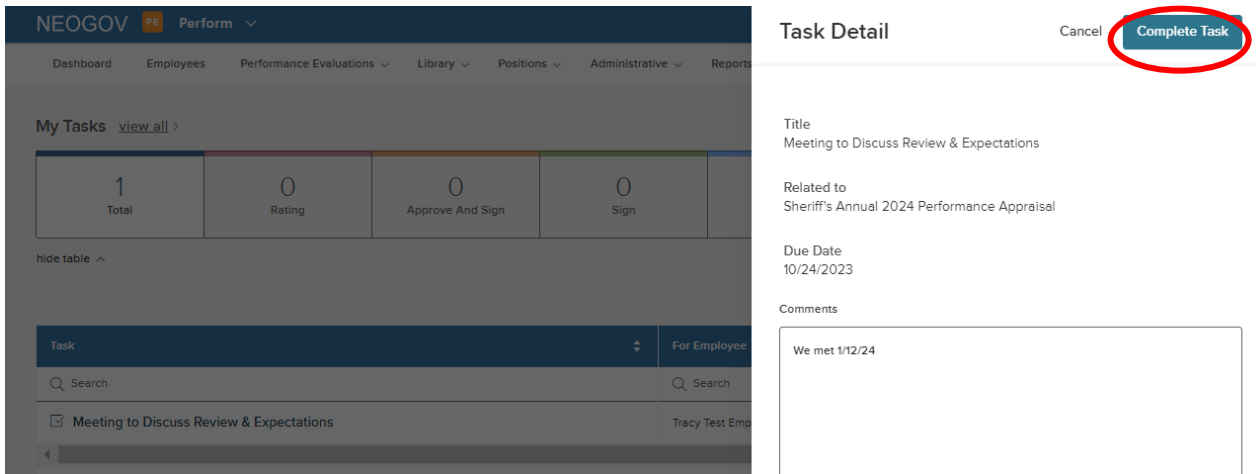 NEOGOV PE Perform
Dashboard Employees Performance Evaluations Library Positions Administrative Reports
My Tasks view all >
1
Total
0
Rating
0
Approve And Sign
0
Sign
hide table
Task For Employee
Search Search
Meeting to Discuss Review & Expectations Tracy Test Emp
Task Detail Cancel Complete Task
Title
Meeting to Discuss Review & Expectations
Related to
Sheriff's Annual 2024 Performance Appraisal
Due Date
10/24/2023
Comments
We met 1/12/24